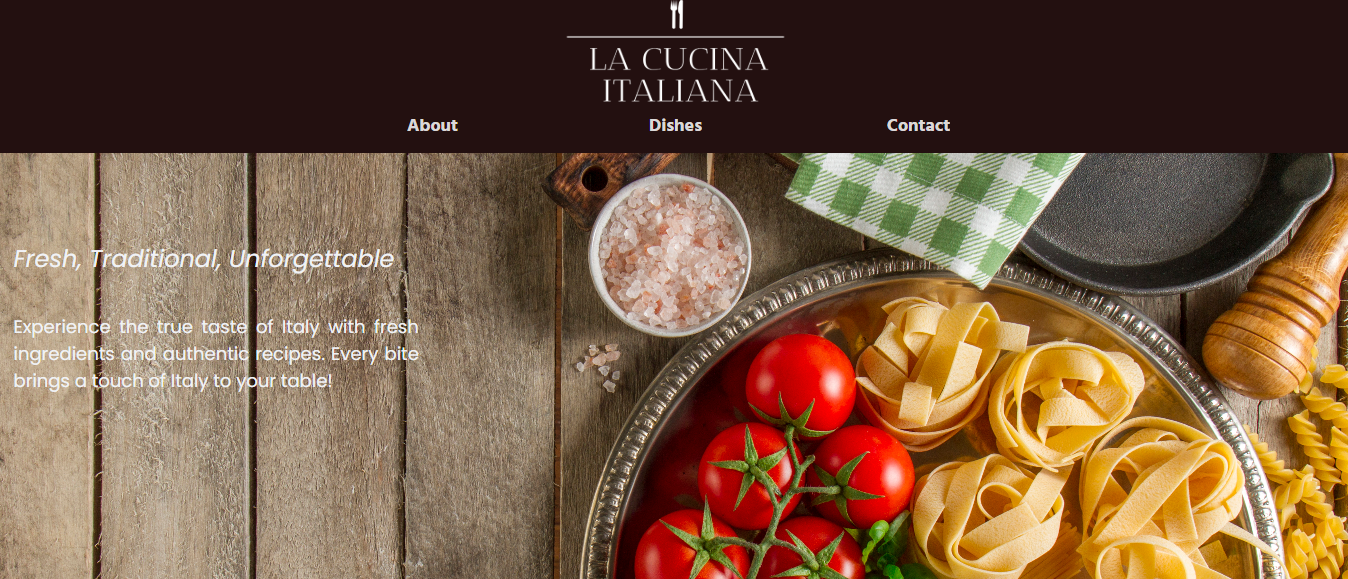 LA CUCINA
ITALIANA
About Dishes Contact
Fresh, Traditional, Unforgettable
Experience the true taste of Italy with fresh
ingredients and authentic recipes. Every bite
brings a touch of Italy to your table!